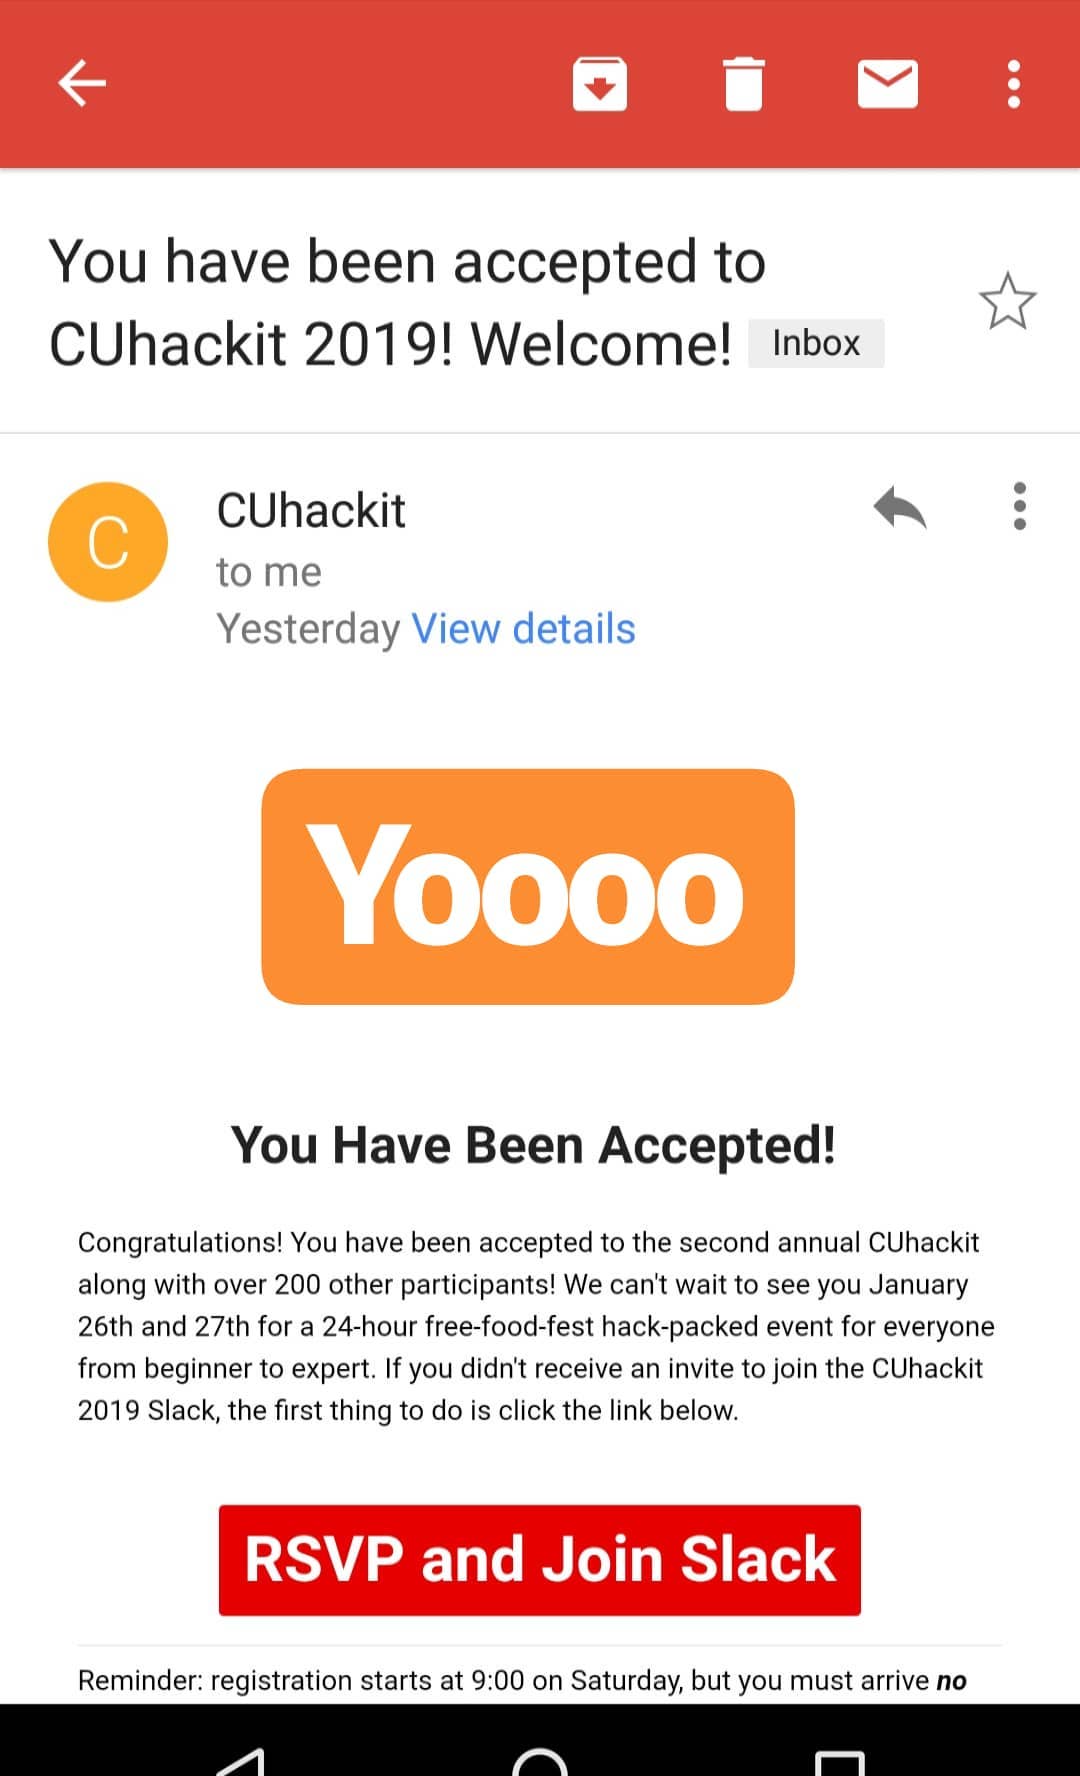 You have been accepted to
CUhackit 2019! Welcome! Inbox
C
CUhackit
to me
Yesterday View details
Yoooo
You Have Been Accepted!
Congratulations! You have been accepted to the second annual CUhackit
along with over 200 other participants! We can't wait to see you January
26th and 27th for a 24-hour free-food-fest hack-packed event for everyone
from beginner to expert. If you didn't receive an invite to join the CUhackit
2019 Slack, the first thing to do is click the link below.
RSVP and Join Slack
Reminder: registration starts at 9:00 on Saturday, but you must arrive no